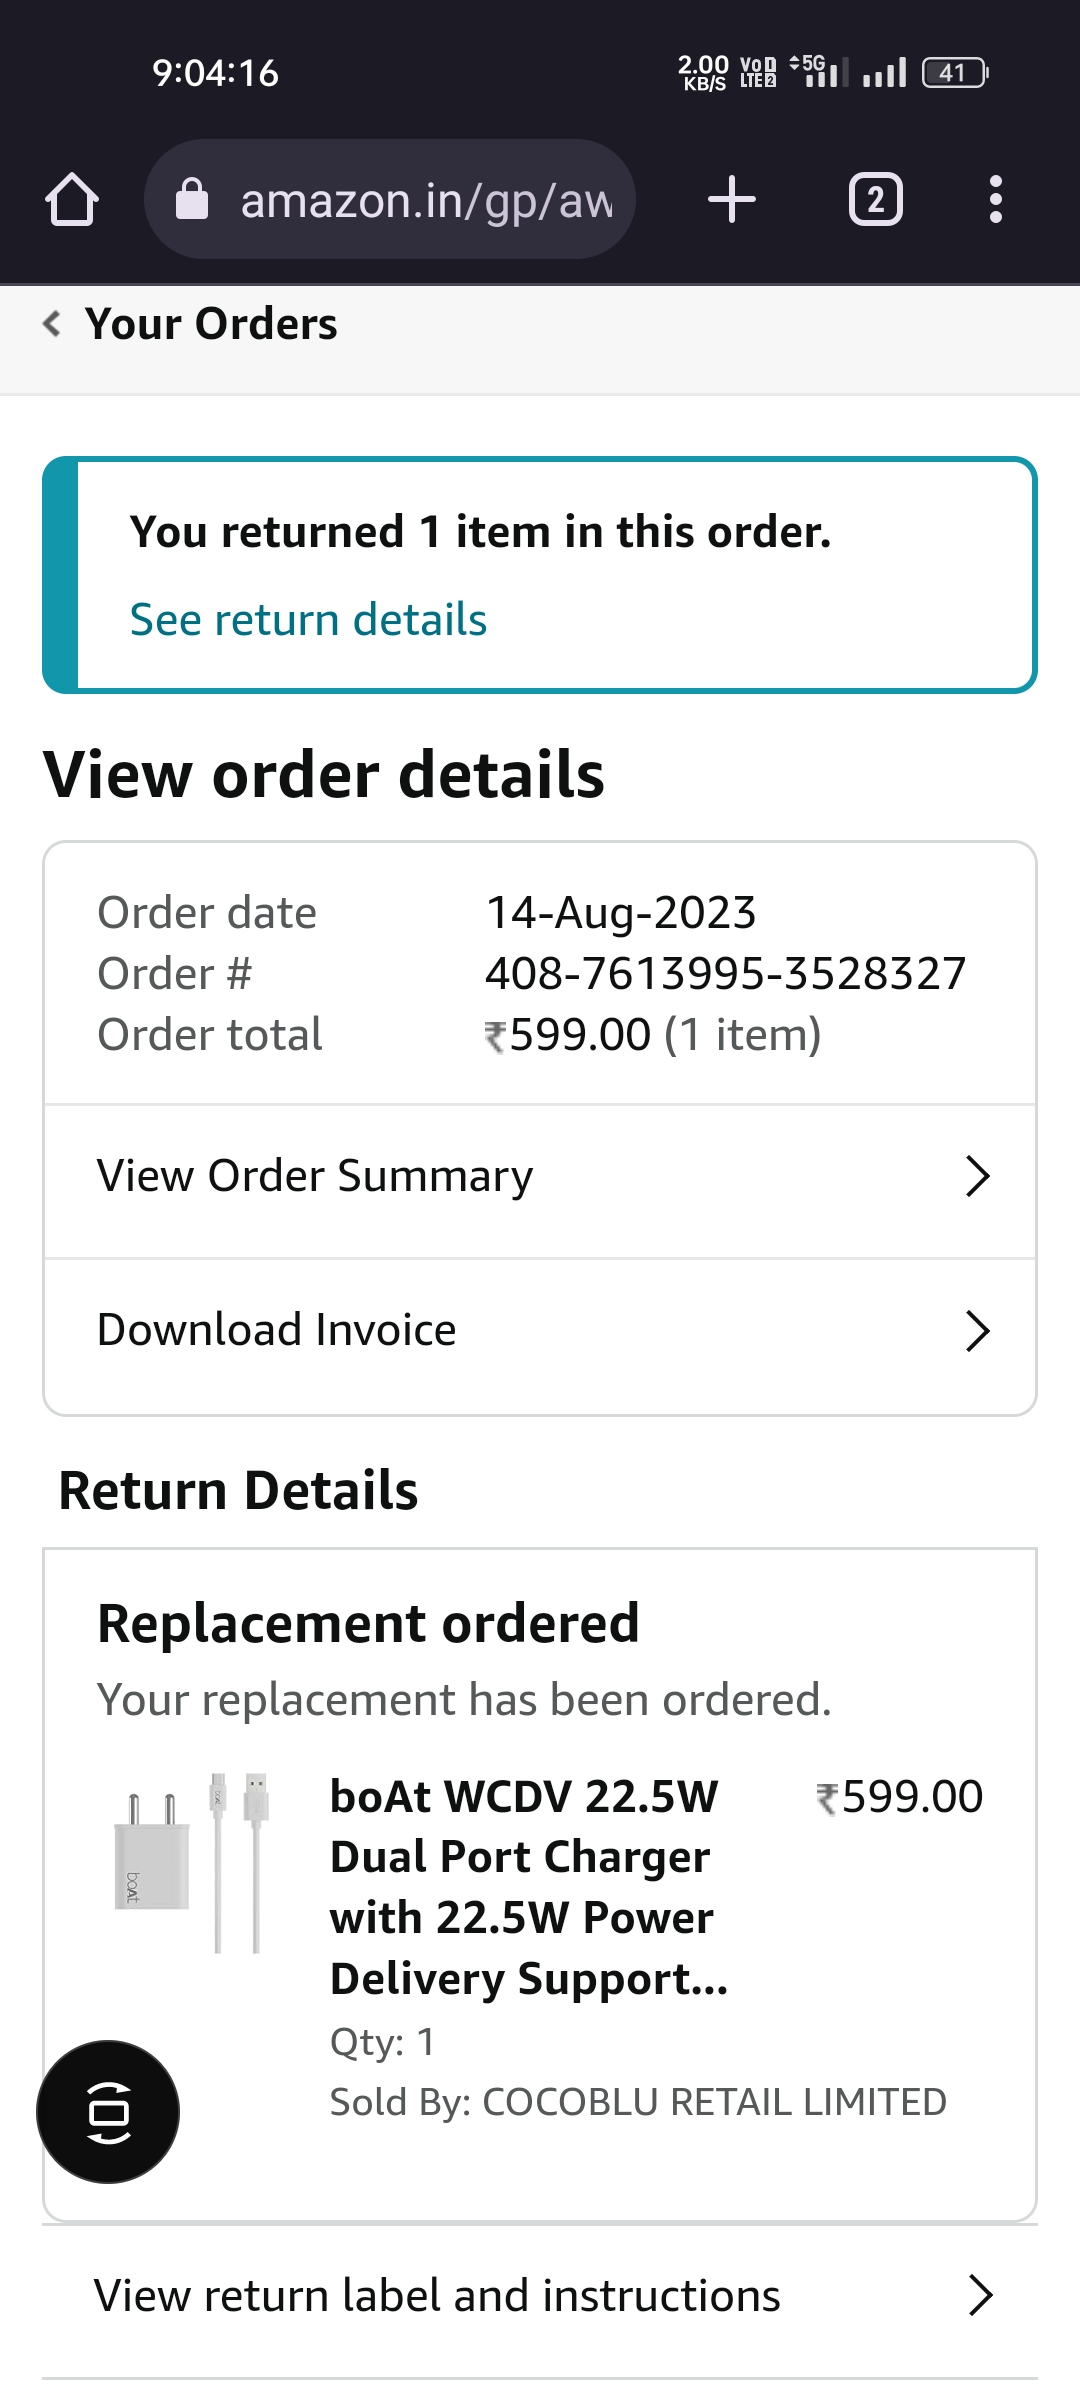 9:04:16
2.00 KB/S VoD LTE2 5G 41
amazon.in/gp/aw
2
Your Orders
You returned 1 item in this order.
See return details
View order details
Order date 14-Aug-2023
Order # 408-7613995-3528327
Order total ₹599.00 (1 item)
View Order Summary
Download Invoice
Return Details
Replacement ordered
Your replacement has been ordered.
boAt WCDV 22.5W ₹599.00
Dual Port Charger
with 22.5W Power
Delivery Support...
boAt
Qty: 1
Sold By: COCOBLU RETAIL LIMITED
View return label and instructions